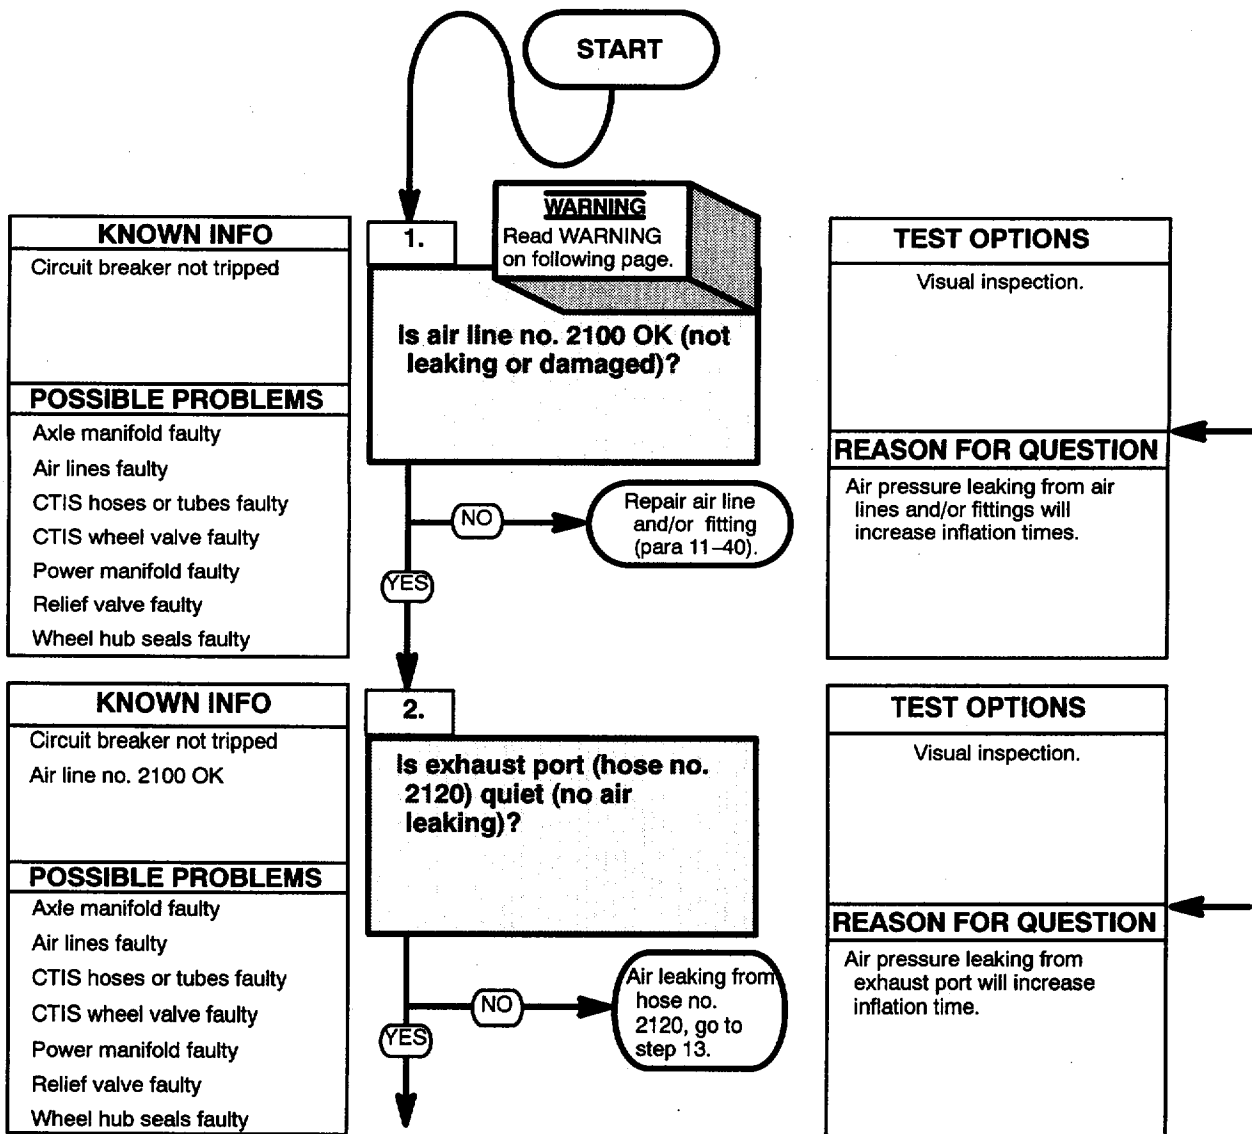 START
KNOWN INFO
Circuit breaker not tripped
POSSIBLE PROBLEMS
Axle manifold faulty
Air lines faulty
CTIS hoses or tubes faulty
CTIS wheel valve faulty
Power manifold faulty
Relief valve faulty
Wheel hub seals faulty
1.
WARNING
Read WARNING
on following page.
Is air line no. 2100 OK (not
leaking or damaged)?
NO
Repair air line
and/or fitting
(para 11–40).
YES
TEST OPTIONS
Visual inspection.
REASON FOR QUESTION
Air pressure leaking from air
lines and/or fittings will
increase inflation times.
KNOWN INFO
Circuit breaker not tripped
Air line no. 2100 OK
POSSIBLE PROBLEMS
Axle manifold faulty
Air lines faulty
CTIS hoses or tubes faulty
CTIS wheel valve faulty
Power manifold faulty
Relief valve faulty
Wheel hub seals faulty
2.
Is exhaust port (hose no.
2120) quiet (no air
leaking)?
NO
Air leaking from
hose no.
2120, go to
step 13.
YES
TEST OPTIONS
Visual inspection.
REASON FOR QUESTION
Air pressure leaking from
exhaust port will increase
inflation time.